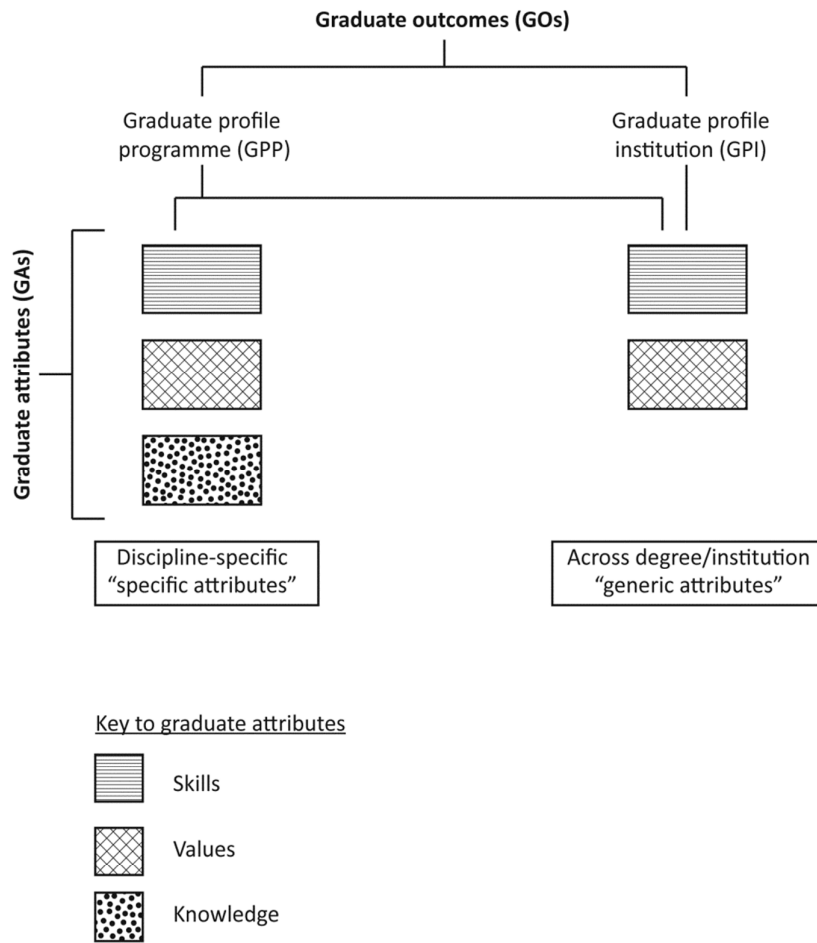 Graduate outcomes (GOs)
Graduate profile
programme (GPP)
Graduate profile
institution (GPI)
Graduate attributes (GAs)
Discipline-specific
“specific attributes”
Across degree/institution
“generic attributes”
Key to graduate attributes
Skills
Values
Knowledge